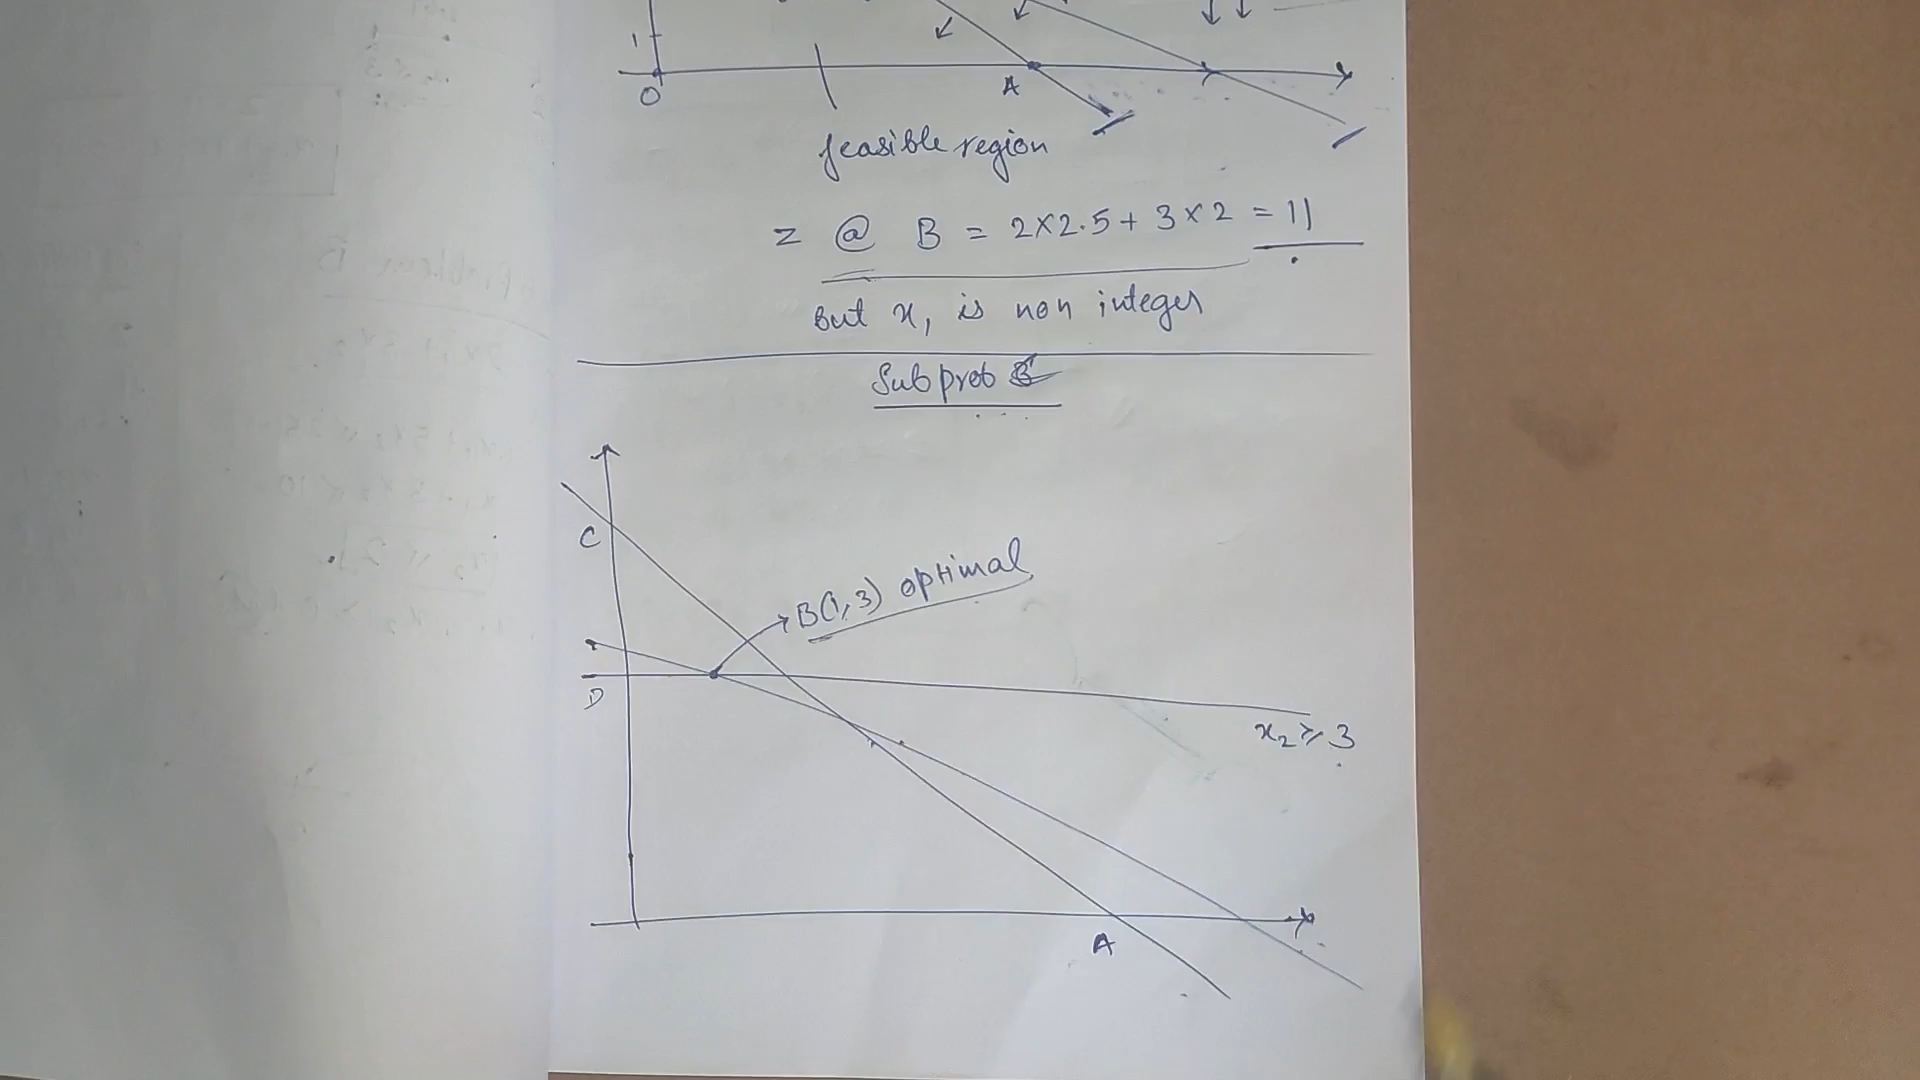 1
O
A
feasible region
z @ B = 2×2.5 + 3×2 = 11
But x₁ is non integer
Sub prob
C
B(1,3) optimal
D
x₂ ≥ 3
A